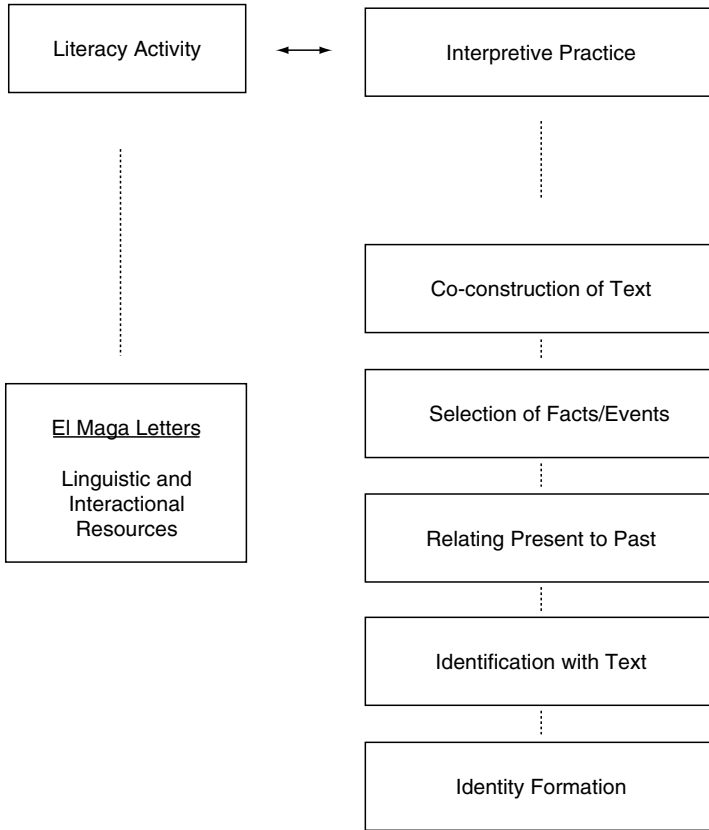 Literacy Activity
Interpretive Practice
Co-construction of Text
Selection of Facts/Events
El Maga Letters
Linguistic and
Interactional
Resources
Relating Present to Past
Identification with Text
Identity Formation